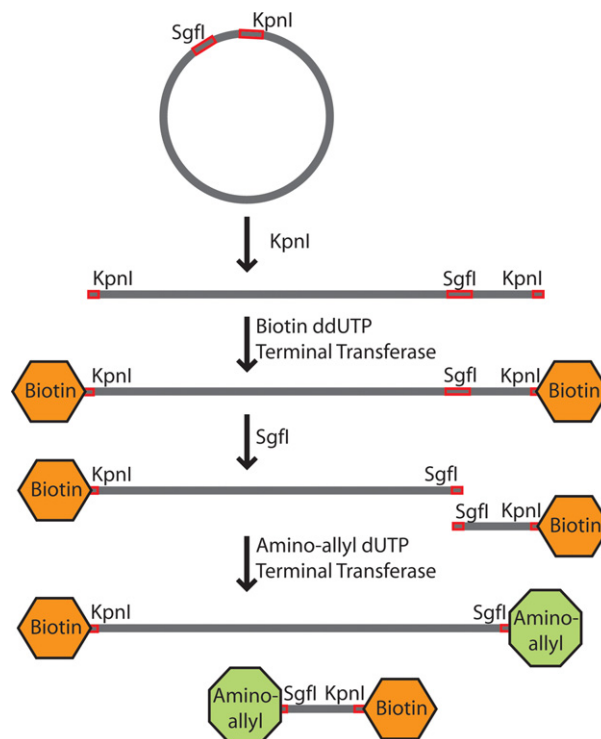 SgfI KpnI
KpnI
KpnI SgfI KpnI
Biotin ddUTP
Terminal Transferase
Biotin KpnI SgfI KpnI Biotin
SgfI
Biotin KpnI SgfI
SgfI KpnI Biotin
Amino-allyl dUTP
Terminal Transferase
Biotin KpnI SgfI Amino-
allyl
Amino- SgfI KpnI Biotin
allyl